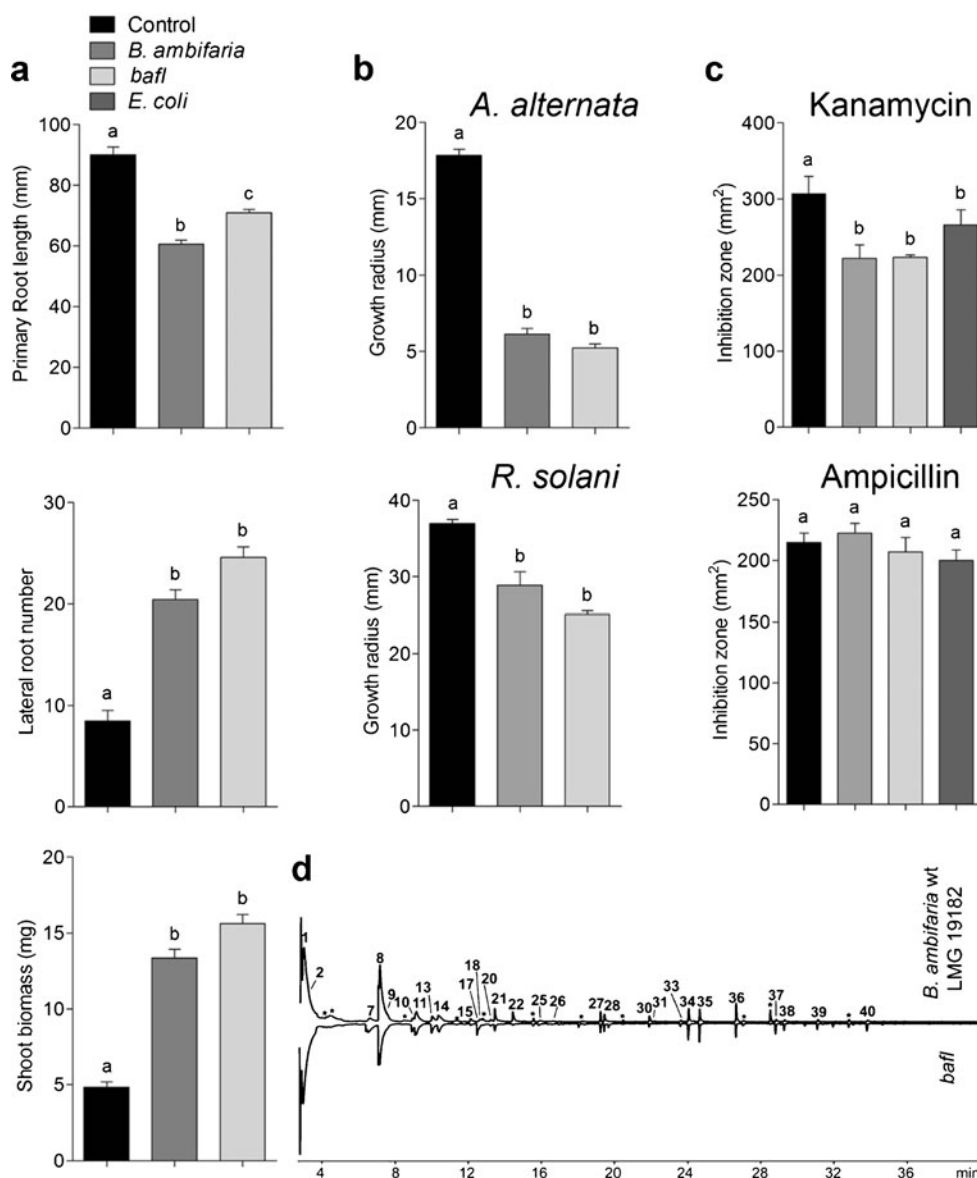 Control
B. ambifaria
bafI
E. coli
a
Primary Root length (mm)
100
80
60
40
20
0
a
b
c
b
A. alternata
Growth radius (mm)
20
15
10
5
0
a
b
b
c
Kanamycin
Inhibition zone (mm2)
400
300
200
100
0
a
b
b
b
Lateral root number
30
20
10
0
a
b
b
R. solani
Growth radius (mm)
40
30
20
10
0
a
b
b
Ampicillin
Inhibition zone (mm2)
250
200
150
100
50
0
a
a
a
a
Shoot biomass (mg)
20
15
10
5
0
a
b
b
d
1
2
7
8
9
10
11
13
14
15
17
18
20
21
22
25
26
27
28
30
31
33
34
35
36
37
38
39
40
B. ambifaria wt
LMG 19182
bafI
4 8 12 16 20 24 28 32 36 min